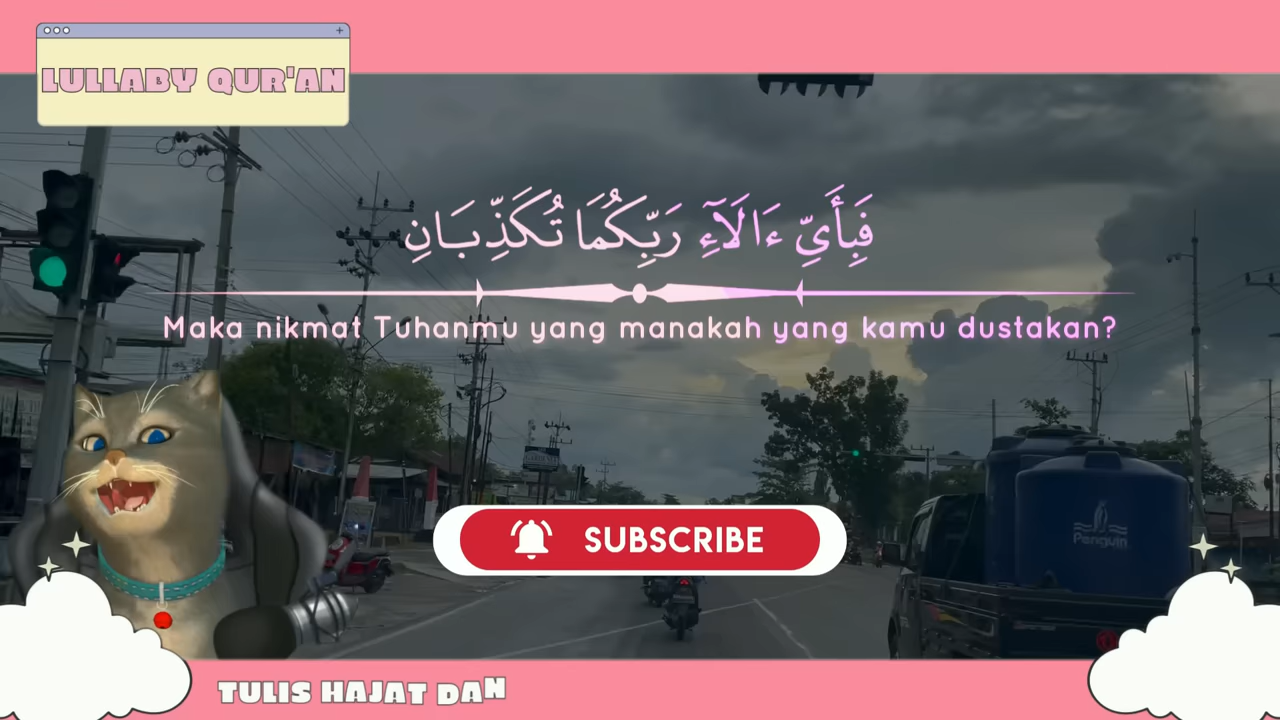 LULLABY QUR'AN
فَبِأَيِّ ءَالَآءِ رَبِّكُمَا تُكَذِّبَانِ
Maka nikmat Tuhanmu yang manakah yang kamu dustakan?
SUBSCRIBE
Penguin
TULIS HAJAT DAN